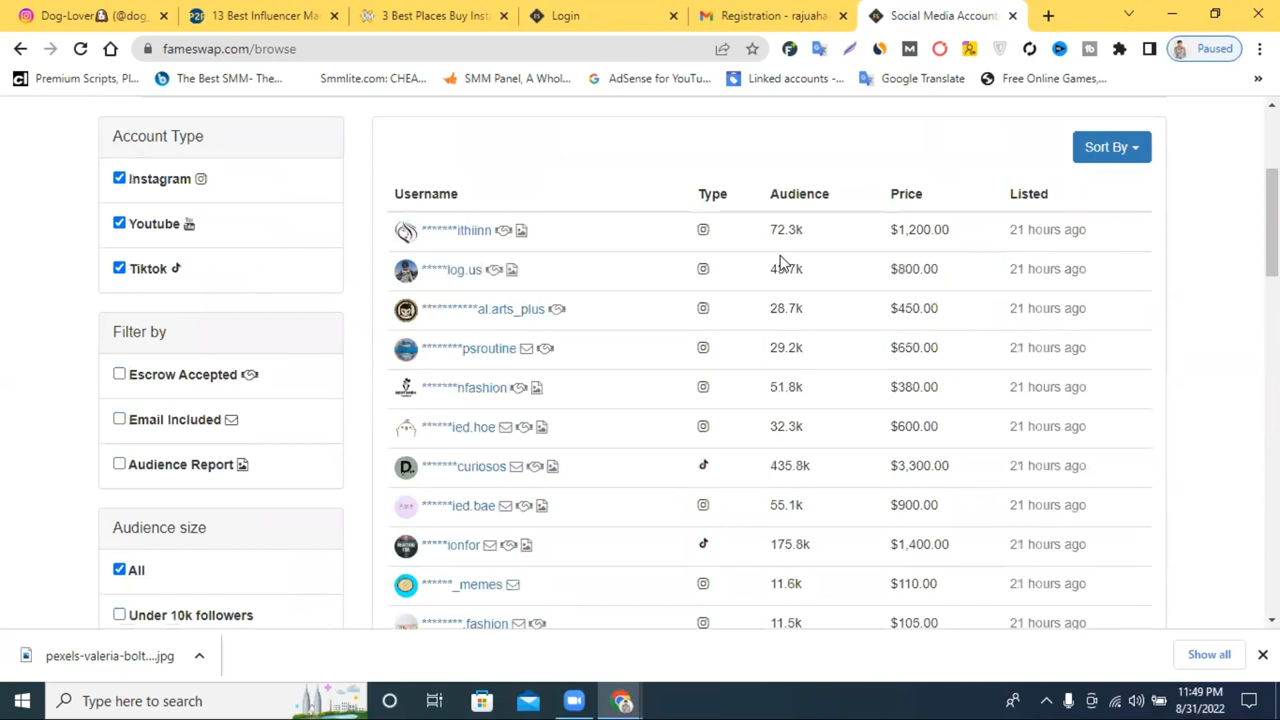 Dog-Lover🐶(@dog_
13 Best Influencer Ma
3 Best Places Buy Inst
Login
Registration - rajuaha
Social Media Account
fameswap.com/browse
Paused
Premium Scripts, Pl...
The Best SMM- The...
Smmlite.com: CHEA...
SMM Panel, A Whol...
AdSense for YouTu...
Linked accounts -...
Google Translate
Free Online Games,...
»
Account Type
Instagram
Youtube
Tiktok
Filter by
Escrow Accepted
Email Included
Audience Report
Audience size
All
Under 10k followers
Sort By
Username Type Audience Price Listed
*******ithiinn 72.3k $1,200.00 21 hours ago
*****log.us $800.00 21 hours ago
***********al.arts_plus 28.7k $450.00 21 hours ago
********psroutine 29.2k $650.00 21 hours ago
*******nfashion 51.8k $380.00 21 hours ago
******ied.hoe 32.3k $600.00 21 hours ago
*******curiosos 435.8k $3,300.00 21 hours ago
******ied.bae 55.1k $900.00 21 hours ago
*****ionfor 175.8k $1,400.00 21 hours ago
******_memes 11.6k $110.00 21 hours ago
********.fashion 11.5k $105.00 21 hours ago
pexels-valeria-bolt....jpg
Show all
Type here to search
11:49 PM
8/31/2022